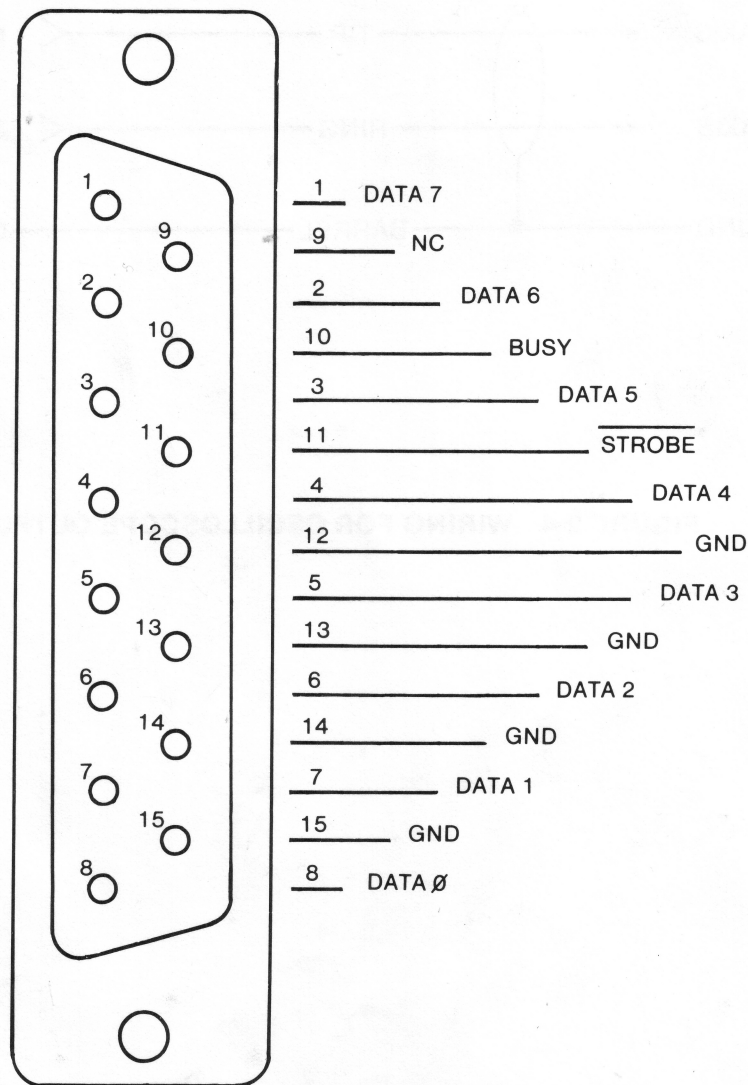 1 1 DATA 7
9 9 NC
2 2 DATA 6
10 10 BUSY
3 3 DATA 5
11 11 STROBE
4 4 DATA 4
12 12 GND
5 5 DATA 3
13 13 GND
6 6 DATA 2
14 14 GND
7 7 DATA 1
15 15 GND
8 8 DATA Ø